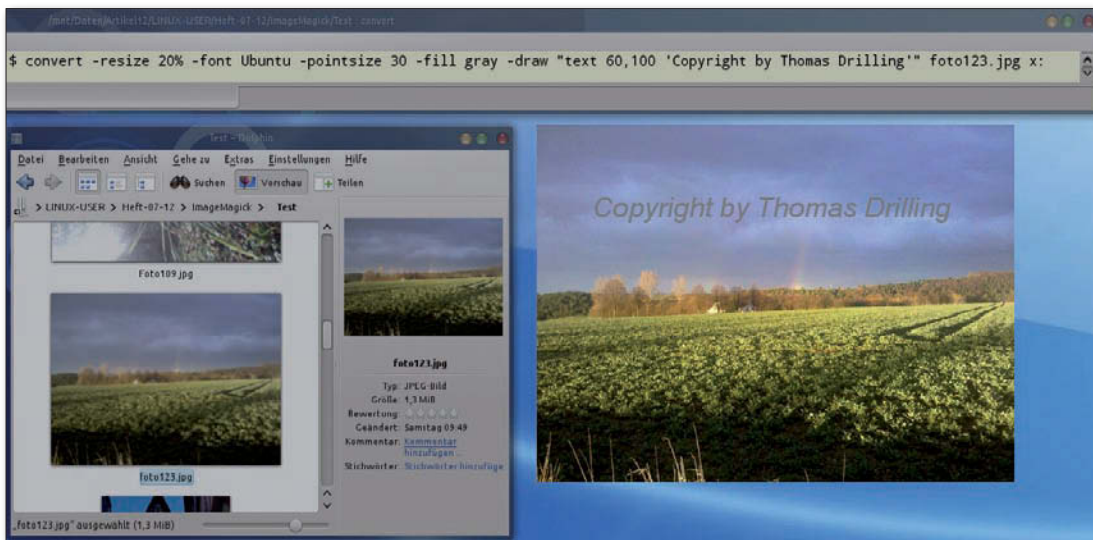 /mnt/Daten/Artikel12/LINUX-USER/Heft-07-12/ImageMagick/Test : convert
$ convert -resize 20% -font Ubuntu -pointsize 30 -fill gray -draw "text 60,100 'Copyright by Thomas Drilling'" foto123.jpg x:
Test – Dolphin
Datei Bearbeiten Ansicht Gehe zu Extras Einstellungen Hilfe
Suchen Vorschau Teilen
> LINUX-USER > Heft-07-12 > ImageMagick > Test
Foto109.jpg
foto123.jpg
„foto123.jpg" ausgewählt (1,3 MiB)
foto123.jpg
Typ: JPEG-Bild
Größe: 1,3 MiB
Bewertung:
Geändert: Samstag 09:49
Kommentar: Kommentar
hinzufügen...
Stichwörter: Stichwörter hinzufüge
Copyright by Thomas Drilling